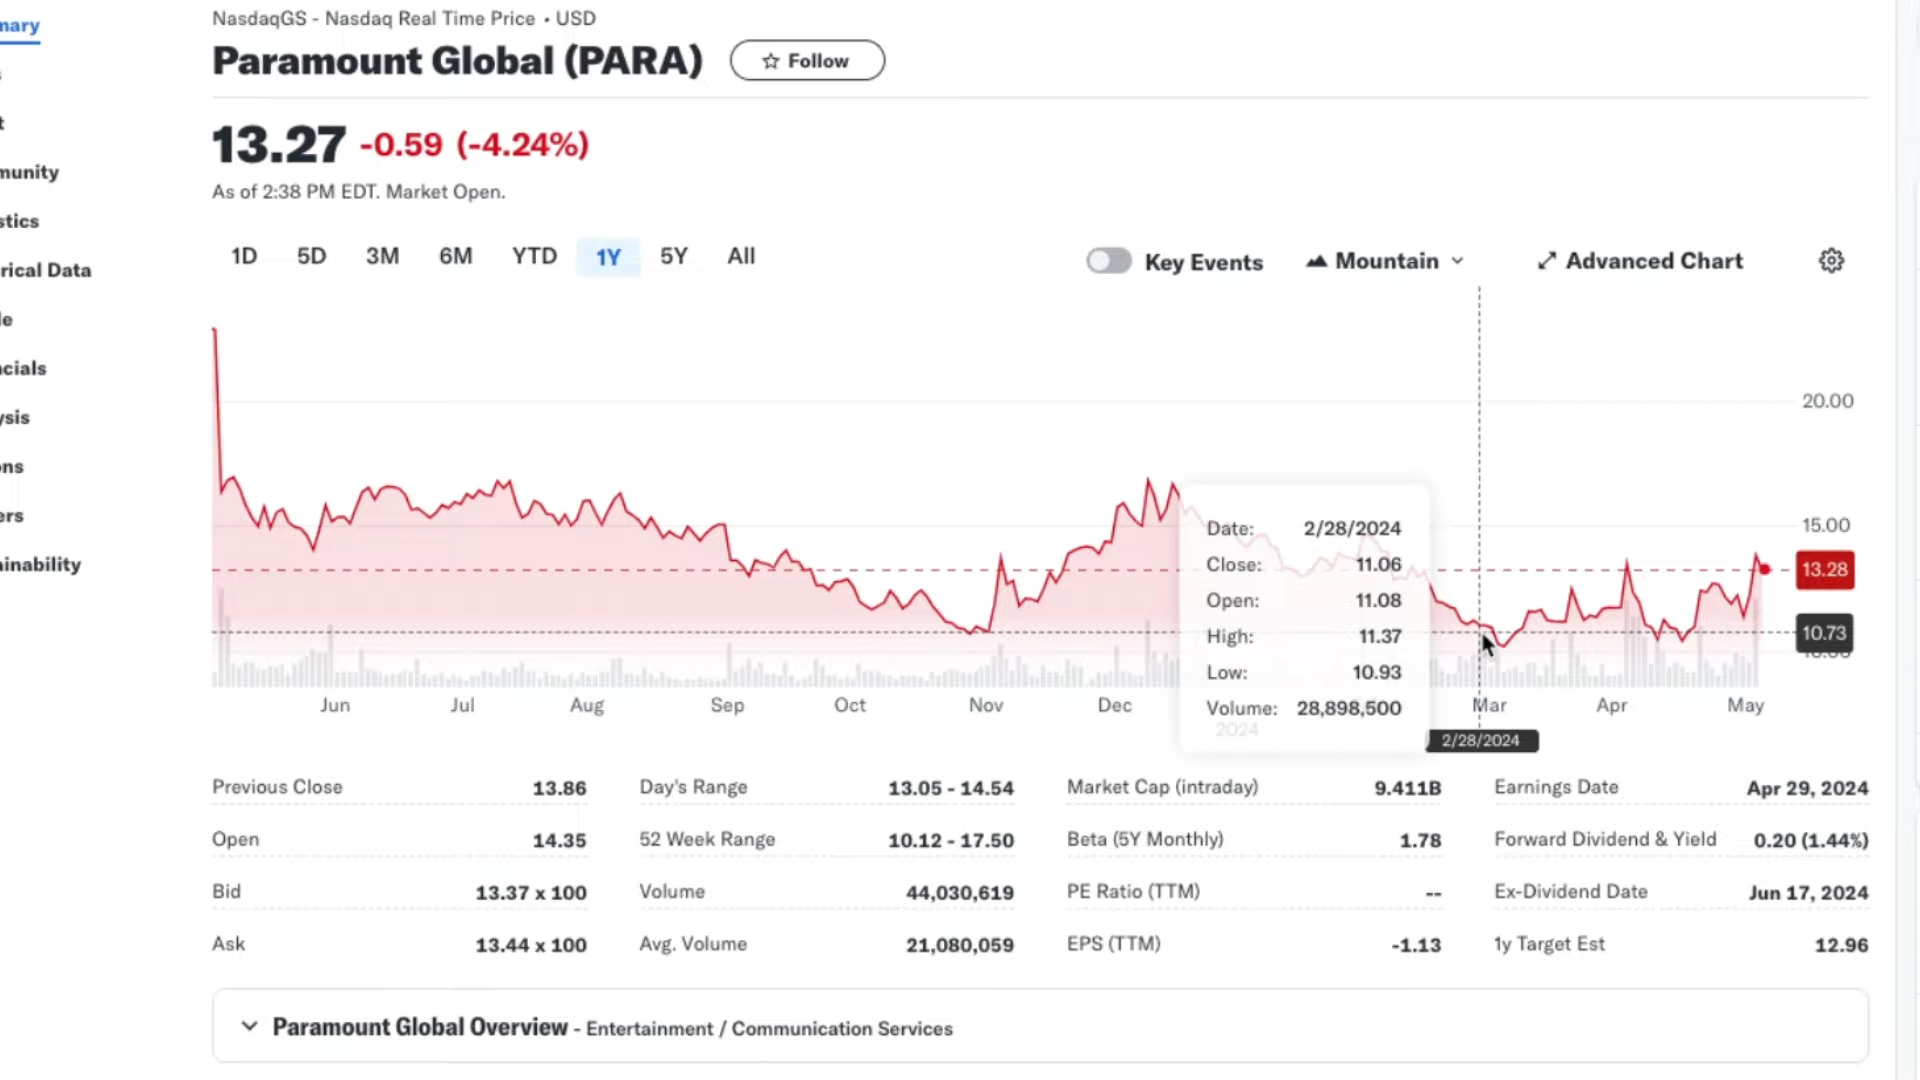 NasdaqGS - Nasdaq Real Time Price • USD
mary
Paramount Global (PARA)
Follow
s
t
munity
stics
rical Data
le
ncials
ysis
ons
ers
ainability
13.27 -0.59 (-4.24%)
As of 2:38 PM EDT. Market Open.
1D 5D 3M 6M YTD 1Y 5Y All
Key Events Mountain Advanced Chart
20.00
15.00
13.28
10.73
10.00
Date: 2/28/2024
Close: 11.06
Open: 11.08
High: 11.37
Low: 10.93
Volume: 28,898,500
2024
Jun Jul Aug Sep Oct Nov Dec Mar Apr May
2/28/2024
Previous Close 13.86 Day's Range 13.05 - 14.54 Market Cap (intraday) 9.411B Earnings Date Apr 29, 2024
Open 14.35 52 Week Range 10.12 - 17.50 Beta (5Y Monthly) 1.78 Forward Dividend & Yield 0.20 (1.44%)
Bid 13.37 x 100 Volume 44,030,619 PE Ratio (TTM) -- Ex-Dividend Date Jun 17, 2024
Ask 13.44 x 100 Avg. Volume 21,080,059 EPS (TTM) -1.13 1y Target Est 12.96
Paramount Global Overview - Entertainment / Communication Services